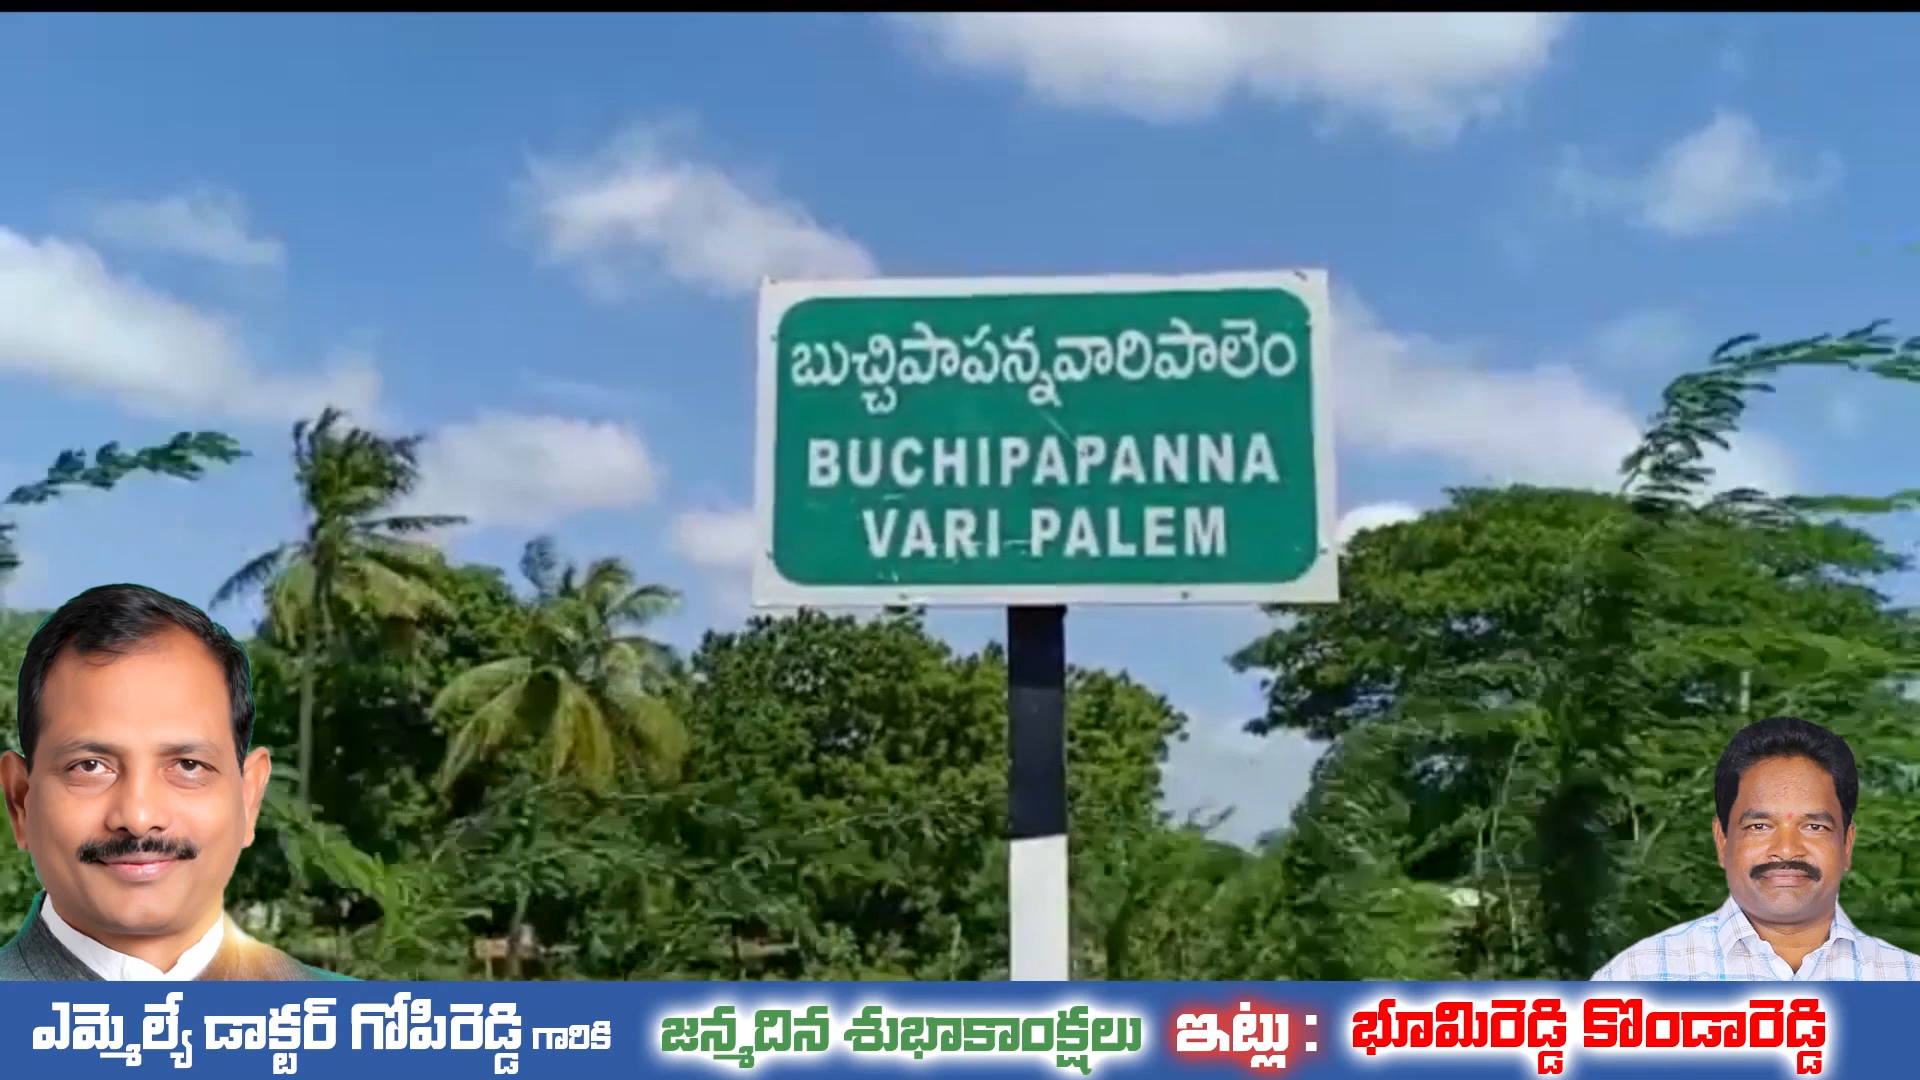 బుచ్చిపాపన్నవారిపాలెం
BUCHIPAPANNA
VARI PALEM
ఎమ్మెల్యే డాక్టర్ గోపిరెడ్డి గారికి జన్మదిన శుభాకాంక్షలు ఇట్లు : భూమిరెడ్డి కొండారెడ్డి